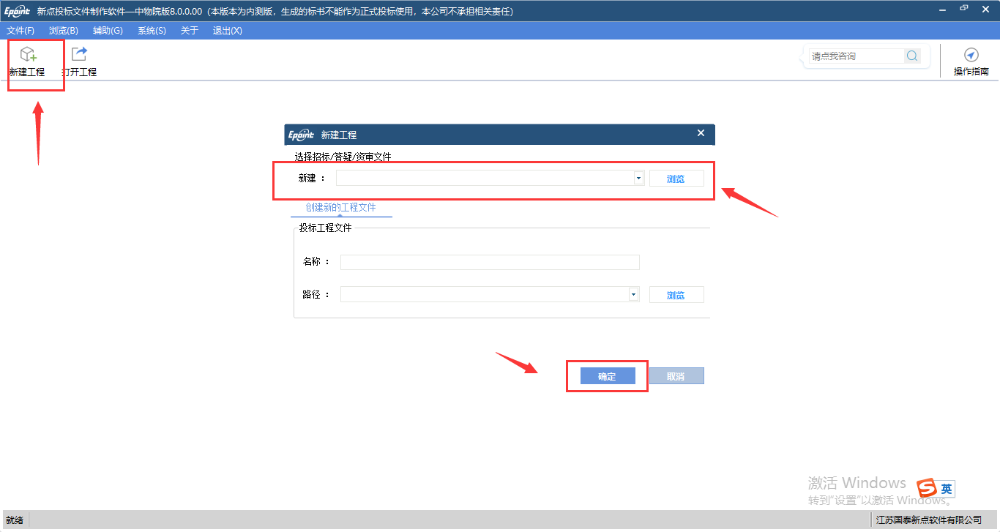 Epoint 新点投标文件制作软件—中物院版8.0.0.00（本版本为内测版，生成的标书不能作为正式投标使用，本公司不承担相关责任）
文件(F) 浏览(B) 辅助(G) 系统(S) 关于 退出(X)
新建工程 打开工程 请点我咨询 操作指南
Epoint 新建工程
选择招标/答疑/资审文件
新建： 浏览
创建新的工程文件
投标工程文件
名称：
路径： 浏览
确定 取消
激活 Windows
转到"设置"以激活 Windows。
S 英
就绪 江苏国泰新点软件有限公司